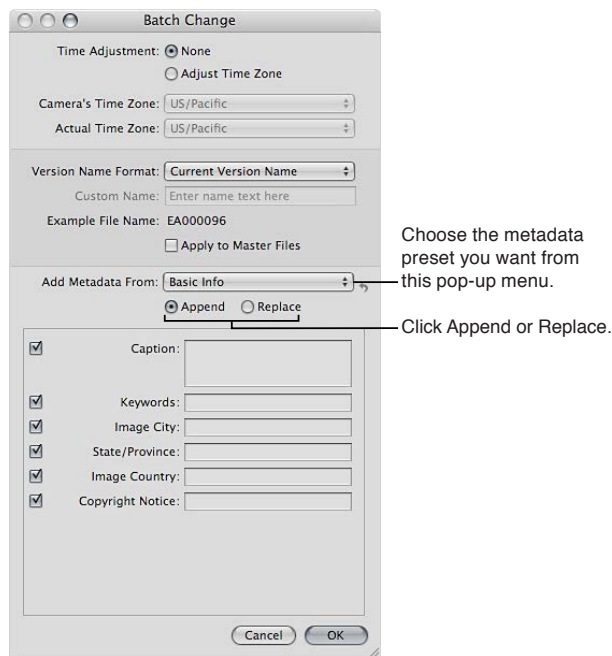 Batch Change
Time Adjustment: None
Adjust Time Zone
Camera's Time Zone: US/Pacific
Actual Time Zone: US/Pacific
Version Name Format: Current Version Name
Custom Name: Enter name text here
Example File Name: EA000096
Apply to Master Files
Add Metadata From: Basic Info
Append Replace
Caption:
Keywords:
Image City:
State/Province:
Image Country:
Copyright Notice:
Cancel OK
Choose the metadata
preset you want from
this pop-up menu.
Click Append or Replace.